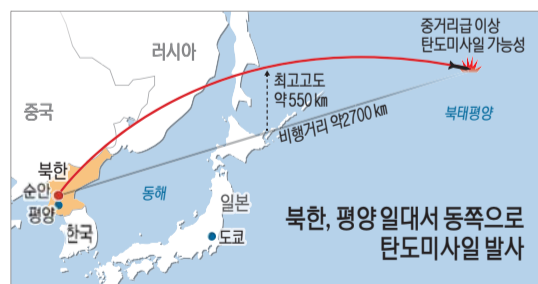 러시아
중거리급 이상
탄도미사일 가능성
최고고도
약 550㎞
중국
비행거리 약2700㎞
북태평양
북한
순안
평양
동해
일본
한국
도쿄
북한, 평양 일대서 동쪽으로
탄도미사일 발사